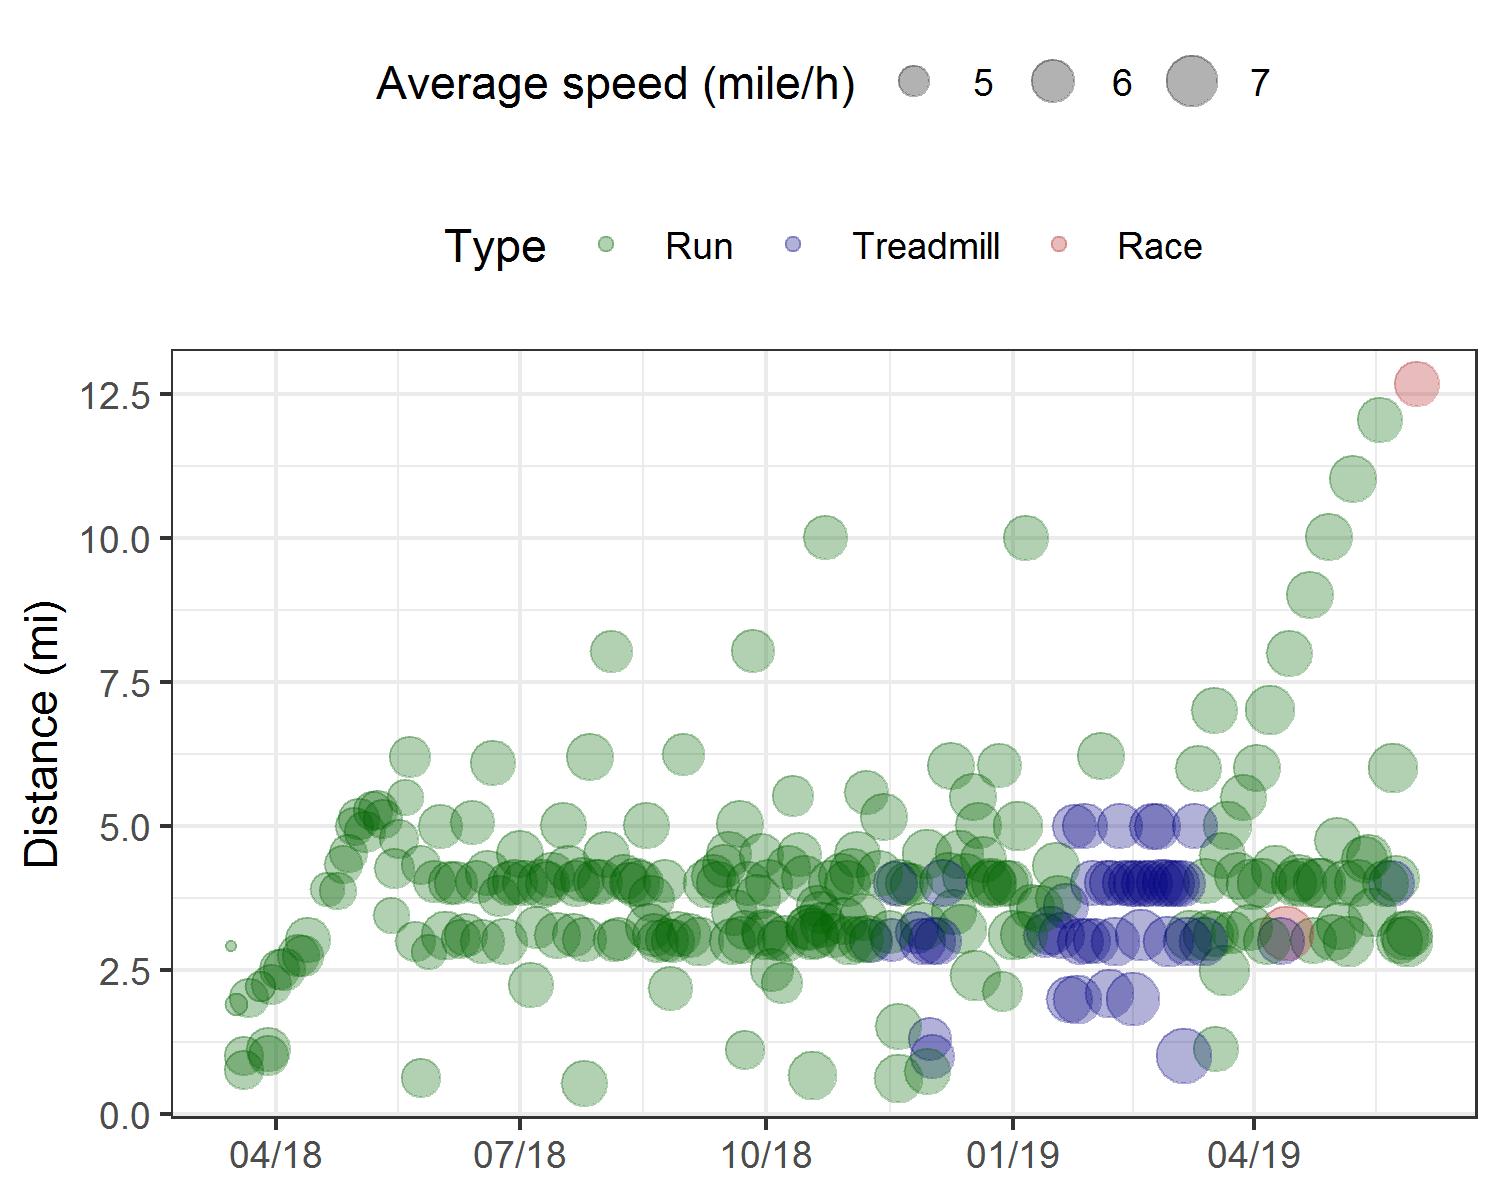 Average speed (mile/h) 5 6 7
Type Run Treadmill Race
Distance (mi)
12.5
10.0
7.5
5.0
2.5
0.0
04/18 07/18 10/18 01/19 04/19